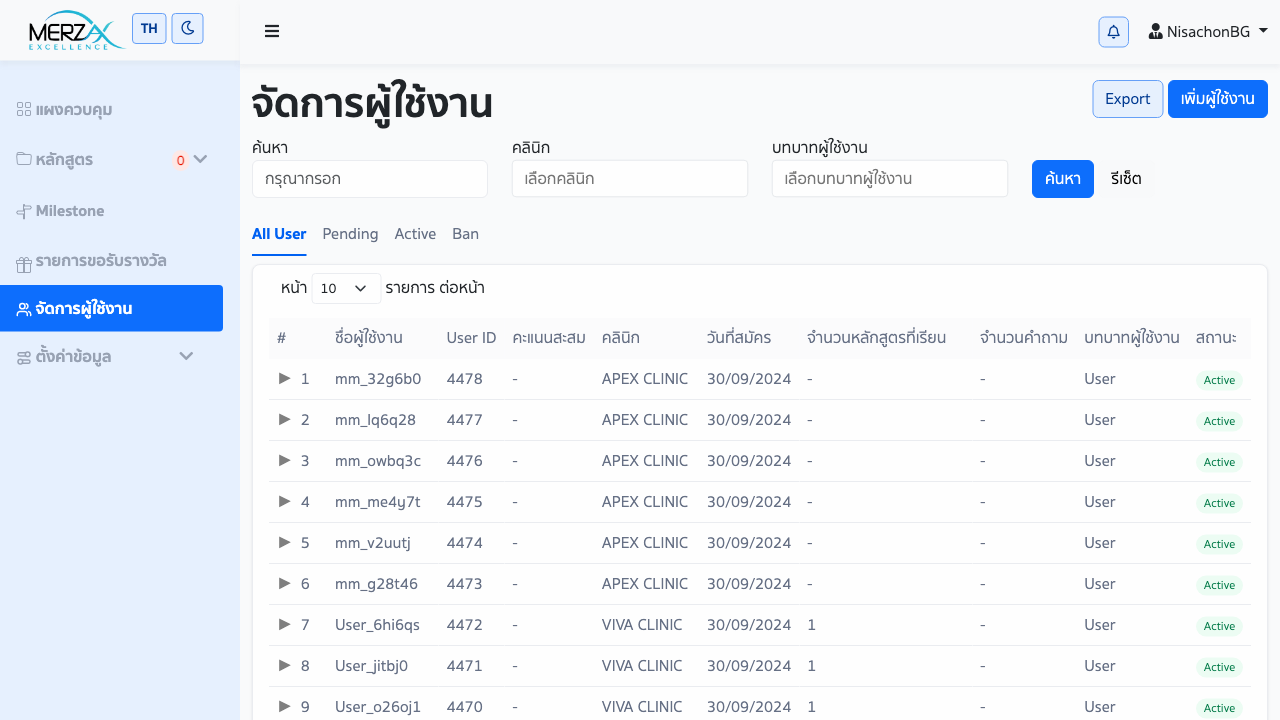 MERZ AX
EXCELLENCE
TH
NisachonBG
แผงควบคุม
หลักสูตร 0
Milestone
รายการขอรับรางวัล
จัดการผู้ใช้งาน
ตั้งค่าข้อมูล
จัดการผู้ใช้งาน
Export เพิ่มผู้ใช้งาน
ค้นหา คลินิก บทบาทผู้ใช้งาน
กรุณากรอก เลือกคลินิก เลือกบทบาทผู้ใช้งาน ค้นหา รีเซ็ต
All User Pending Active Ban
หน้า 10 รายการ ต่อหน้า
# ชื่อผู้ใช้งาน User ID คะแนนสะสม คลินิก วันที่สมัคร จำนวนหลักสูตรที่เรียน จำนวนคำถาม บทบาทผู้ใช้งาน สถานะ
1 mm_32g6b0 4478 - APEX CLINIC 30/09/2024 - - User Active
2 mm_lq6q28 4477 - APEX CLINIC 30/09/2024 - - User Active
3 mm_owbq3c 4476 - APEX CLINIC 30/09/2024 - - User Active
4 mm_me4y7t 4475 - APEX CLINIC 30/09/2024 - - User Active
5 mm_v2uutj 4474 - APEX CLINIC 30/09/2024 - - User Active
6 mm_g28t46 4473 - APEX CLINIC 30/09/2024 - - User Active
7 User_6hi6qs 4472 - VIVA CLINIC 30/09/2024 1 - User Active
8 User_jitbj0 4471 - VIVA CLINIC 30/09/2024 1 - User Active
9 User_o26oj1 4470 - VIVA CLINIC 30/09/2024 1 - User Active